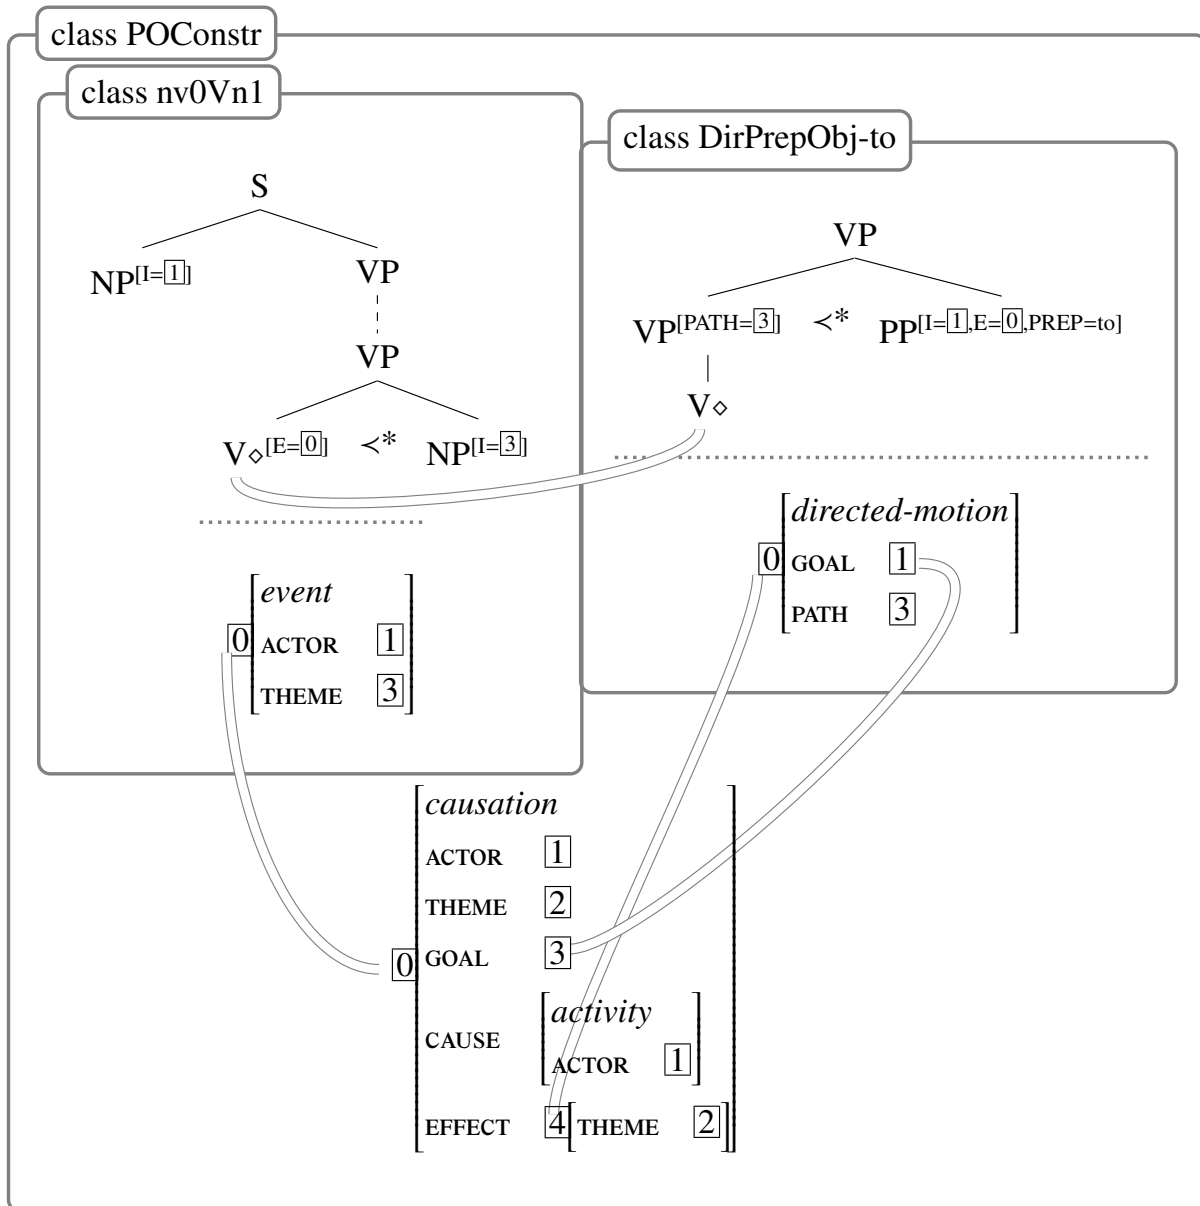 class POConstr
class nv0Vn1
S
NP[I=1]
VP
VP
V◇[E=0] ≺* NP[I=3]
0
event
ACTOR 1
THEME 3
class DirPrepObj-to
VP
VP[PATH=3] ≺* PP[I=1,E=0,PREP=to]
V◇
0
directed-motion
GOAL 1
PATH 3
0
causation
ACTOR 1
THEME 2
GOAL 3
CAUSE
activity
ACTOR 1
EFFECT 4[THEME 2]